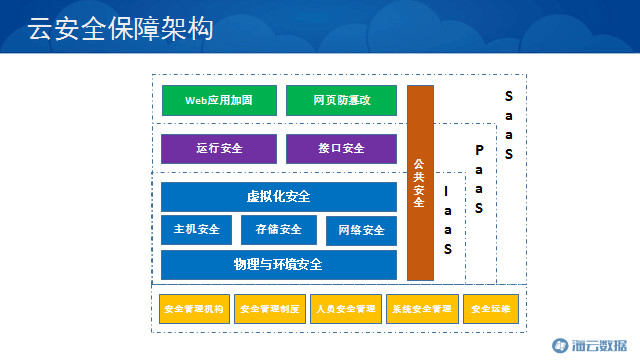 云安全保障架构
Web应用加固
网页防篡改
SaaS
运行安全
接口安全
公共安全
PaaS
虚拟化安全
IaaS
主机安全
存储安全
网络安全
物理与环境安全
安全管理机构
安全管理制度
人员安全管理
系统安全管理
安全运维
海云数据